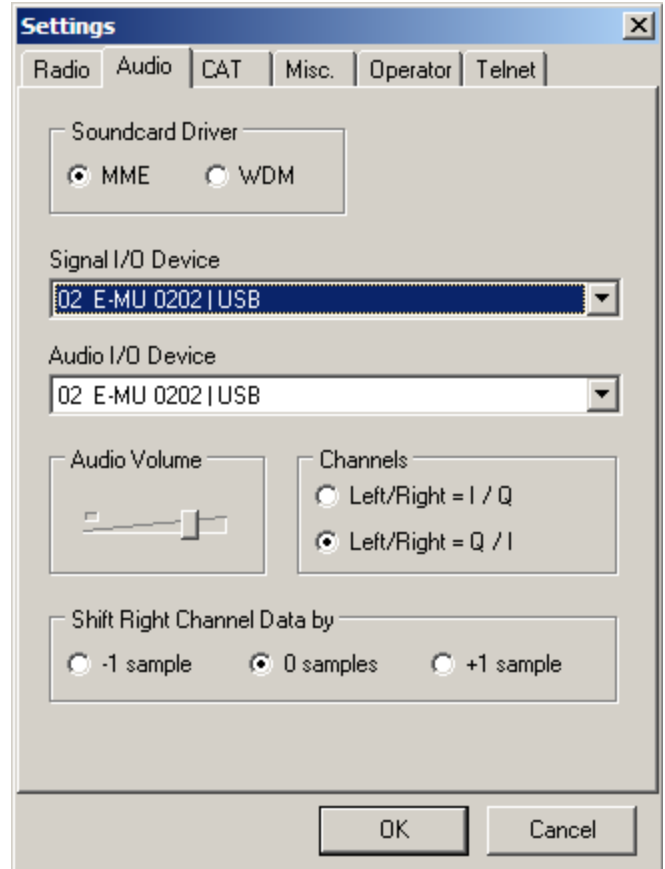 Settings
Radio Audio CAT Misc. Operator Telnet
Soundcard Driver
MME WDM
Signal I/O Device
02 E-MU 0202 | USB
Audio I/O Device
02 E-MU 0202 | USB
Audio Volume Channels
Left/Right = I / Q
Left/Right = Q / I
Shift Right Channel Data by
-1 sample 0 samples +1 sample
OK Cancel